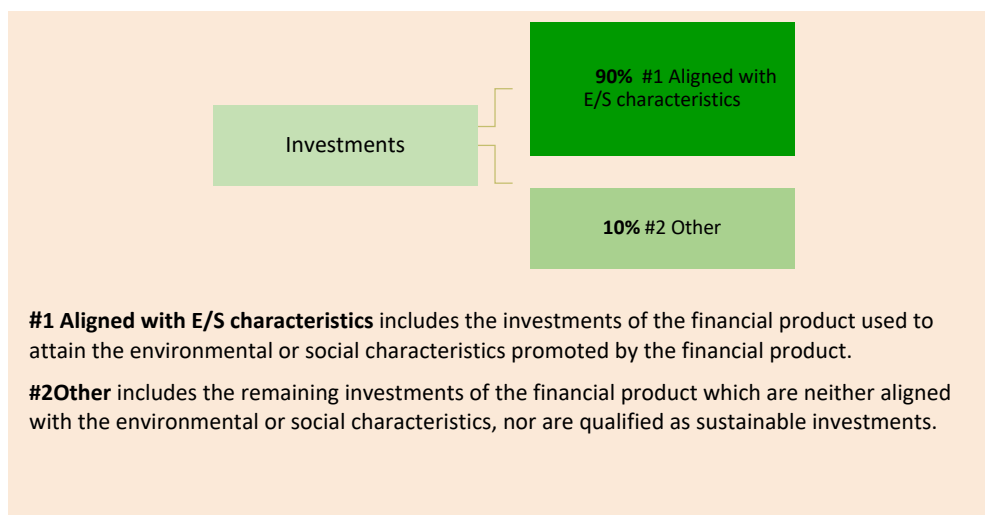 90% #1 Aligned with
E/S characteristics
Investments
10% #2 Other
#1 Aligned with E/S characteristics includes the investments of the financial product used to
attain the environmental or social characteristics promoted by the financial product.
#2Other includes the remaining investments of the financial product which are neither aligned
with the environmental or social characteristics, nor are qualified as sustainable investments.